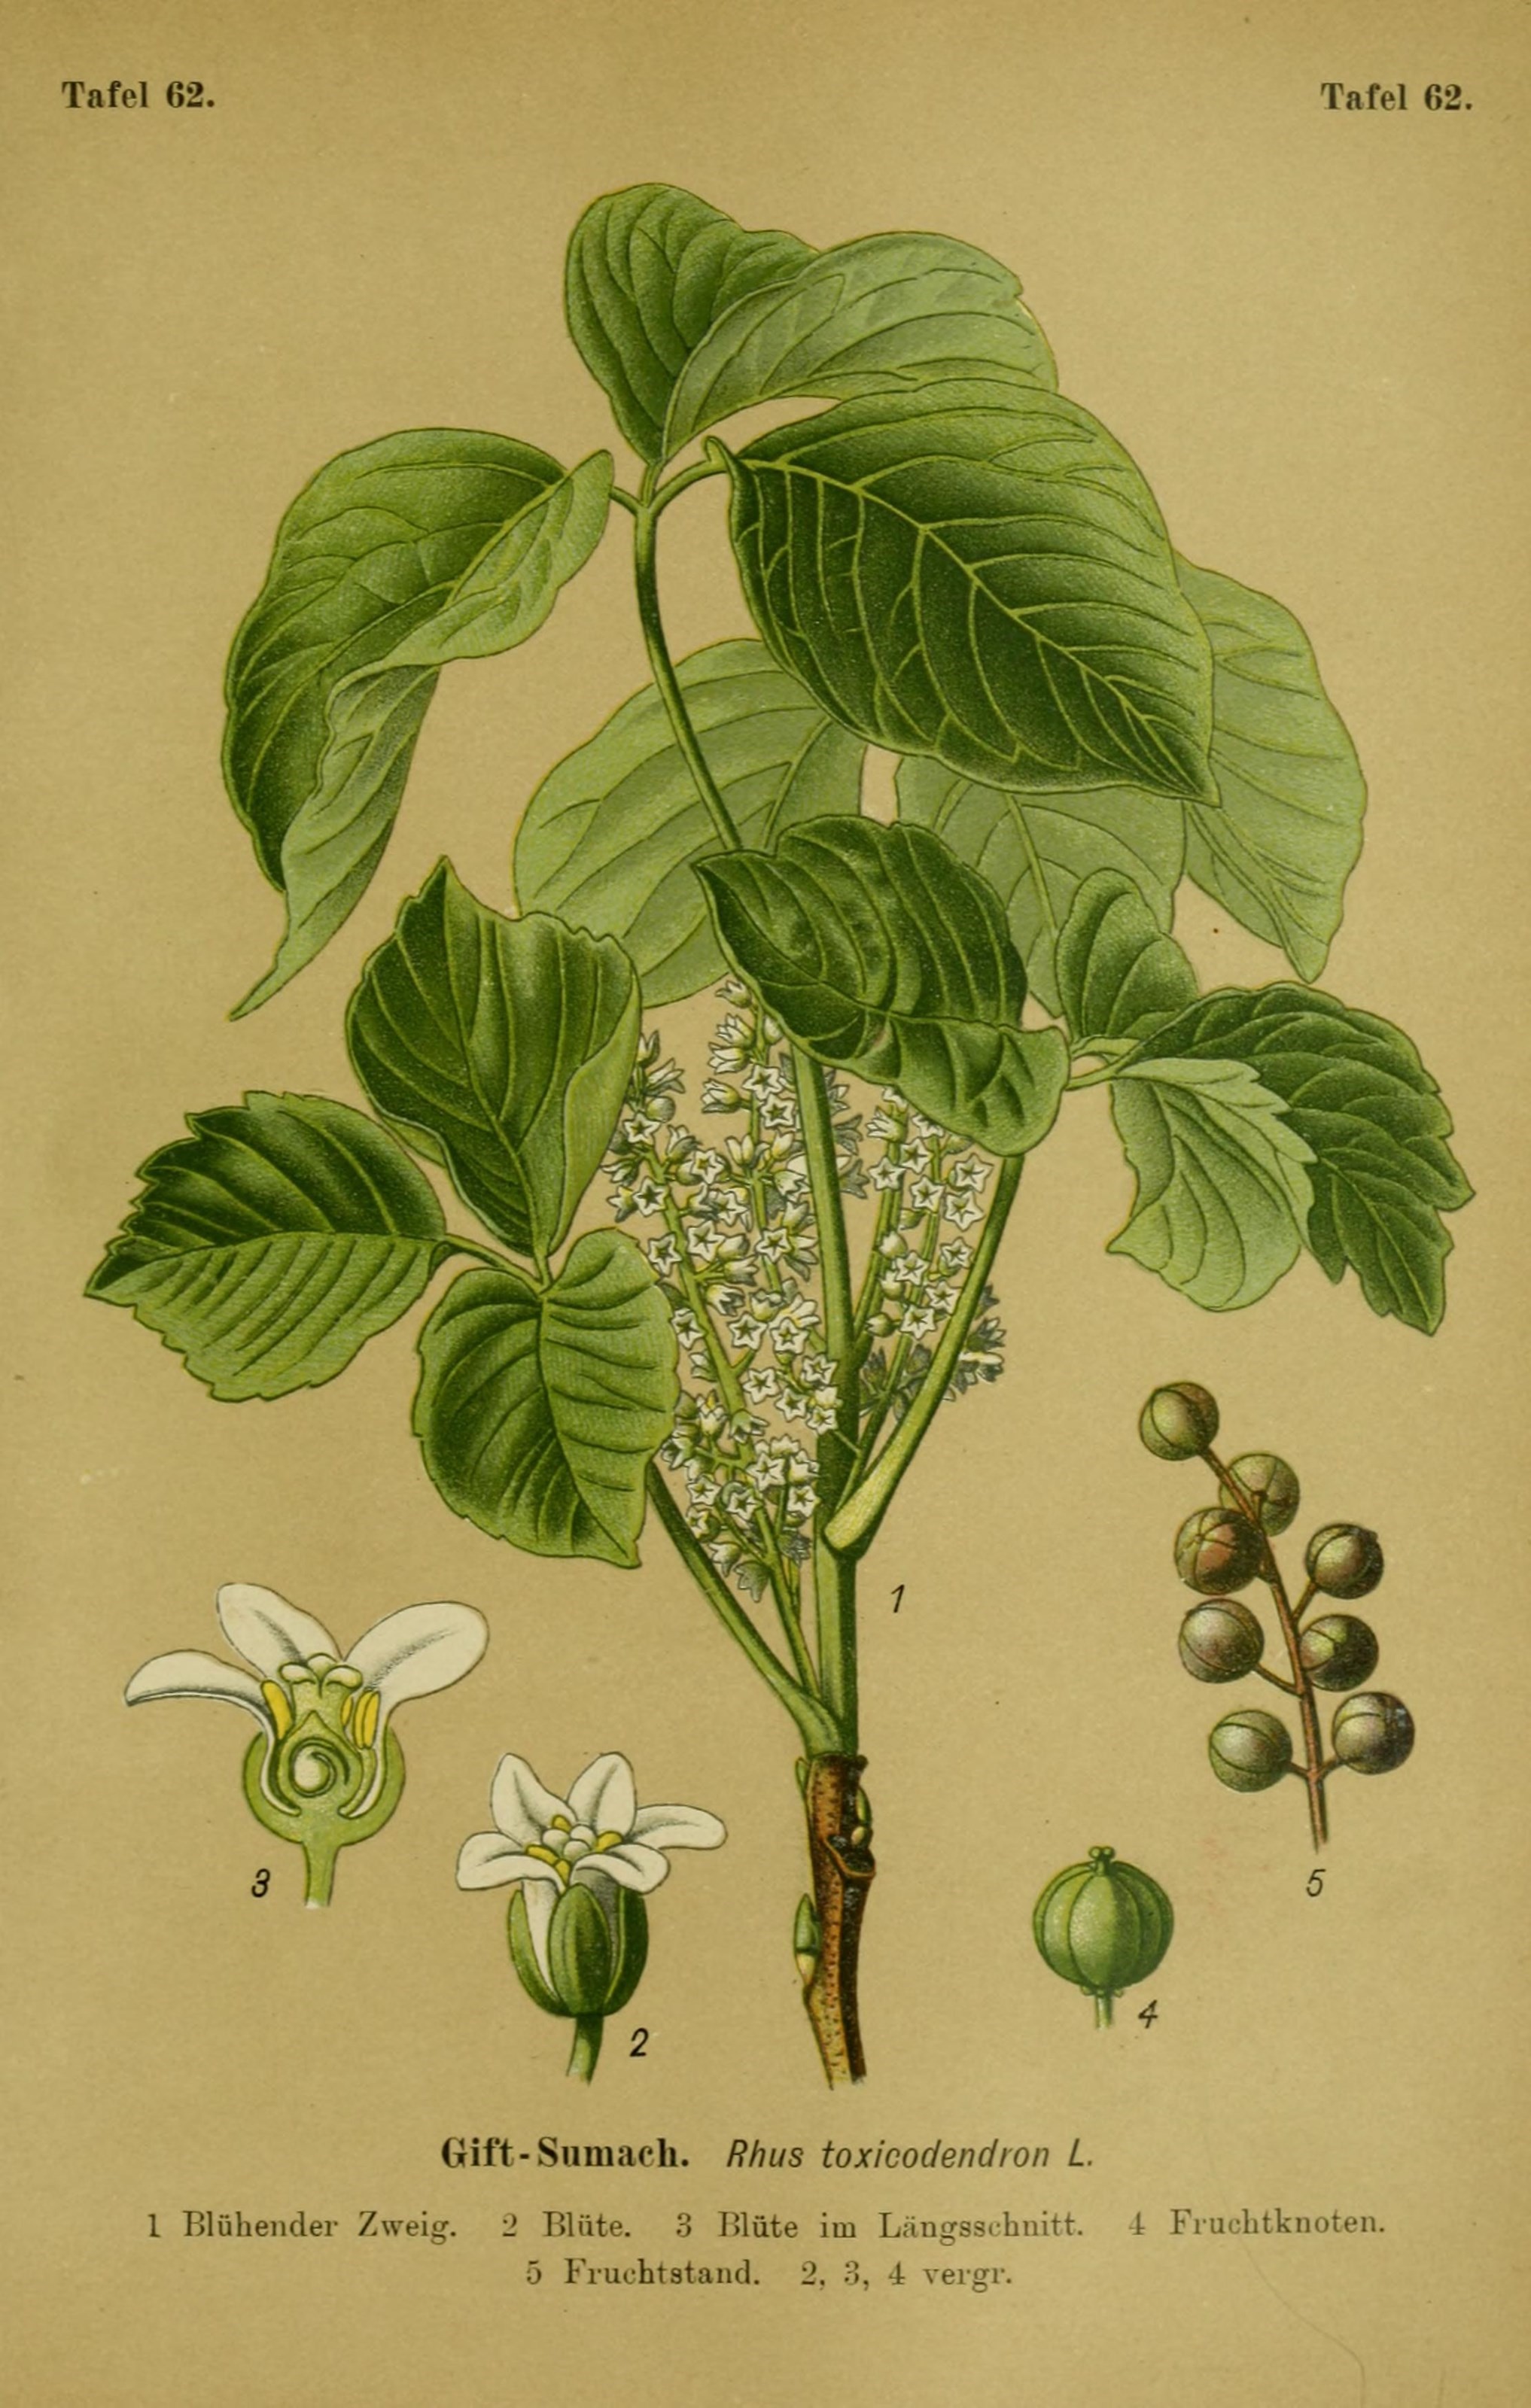 Tafel 62.
Tafel 62.
1
3
2
4
5
Gift-Sumach. Rhus toxicodendron L.
1 Blühender Zweig. 2 Blüte. 3 Blüte im Längsschnitt. 4 Fruchtknoten.
5 Fruchtstand. 2, 3, 4 vergr.